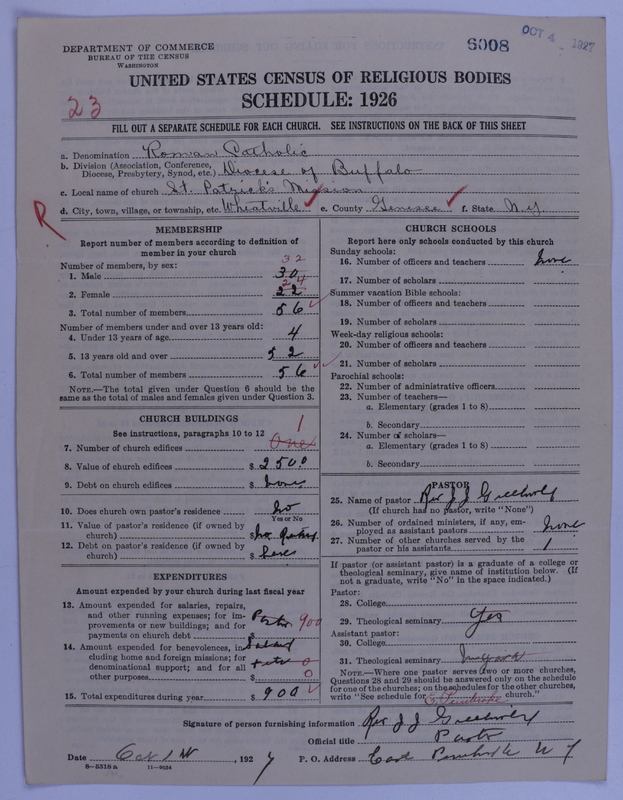 DEPARTMENT OF COMMERCE
BUREAU OF THE CENSUS
WASHINGTON
6008
OCT 4 1927
UNITED STATES CENSUS OF RELIGIOUS BODIES
SCHEDULE: 1926
23
FILL OUT A SEPARATE SCHEDULE FOR EACH CHURCH. SEE INSTRUCTIONS ON THE BACK OF THIS SHEET
a. Denomination Roman Catholic
b. Division (Association, Conference,
Diocese, Presbytery, Synod, etc.) Diocese of Buffalo
c. Local name of church St. Patrick's Mission
d. City, town, village, or township, etc. Wheatville e. County Genesee f. State N.Y
R
MEMBERSHIP
Report number of members according to definition of
member in your church
Number of members, by sex:
32
1. Male 30
24
2. Female 22
3. Total number of members 56
Number of members under and over 13 years old:
4. Under 13 years of age 4
5. 13 years old and over 52
6. Total number of members 56
NOTE.—The total given under Question 6 should be the
same as the total of males and females given under Question 3.
CHURCH BUILDINGS
See instructions, paragraphs 10 to 12
1
7. Number of church edifices One
8. Value of church edifices $ 2500
9. Debt on church edifices $ None
10. Does church own pastor's residence No
Yes or No
11. Value of pastor's residence (if owned by
church) $
12. Debt on pastor's residence (if owned by
church) $
EXPENDITURES
Amount expended by your church during last fiscal year
13. Amount expended for salaries, repairs,
and other running expenses; for im-
provements or new buildings; and for
payments on church debt $ Pastor 900
14. Amount expended for benevolences, in-
cluding home and foreign missions; for
denominational support; and for all
other purposes $ Salary 0
0
15. Total expenditures during year $ 900
CHURCH SCHOOLS
Report here only schools conducted by this church
Sunday schools:
16. Number of officers and teachers None
17. Number of scholars
Summer vacation Bible schools:
18. Number of officers and teachers
19. Number of scholars
Week-day religious schools:
20. Number of officers and teachers
21. Number of scholars
Parochial schools:
22. Number of administrative officers
23. Number of teachers—
a. Elementary (grades 1 to 8)
b. Secondary
24. Number of scholars—
a. Elementary (grades 1 to 8)
b. Secondary
PASTOR
25. Name of pastor Rev J J
(If church has no pastor, write "None")
26. Number of ordained ministers, if any, em-
ployed as assistant pastors None
27. Number of other churches served by the
pastor or his assistants 1
If pastor (or assistant pastor) is a graduate of a college or
theological seminary, give name of institution below. (If
not a graduate, write "No" in the space indicated.)
Pastor:
28. College
29. Theological seminary Yes
Assistant pastor:
30. College
31. Theological seminary
NOTE.—Where one pastor serves two or more churches,
Questions 28 and 29 should be answered only on the schedule
for one of the churches; on the schedules for the other churches,
write "See schedule for E. Pembroke church."
Signature of person furnishing information Rev J J
Official title Pastor
Date Oct 1st, 1927 P. O. Address East Pembroke N Y
8—5318 a 11—9124